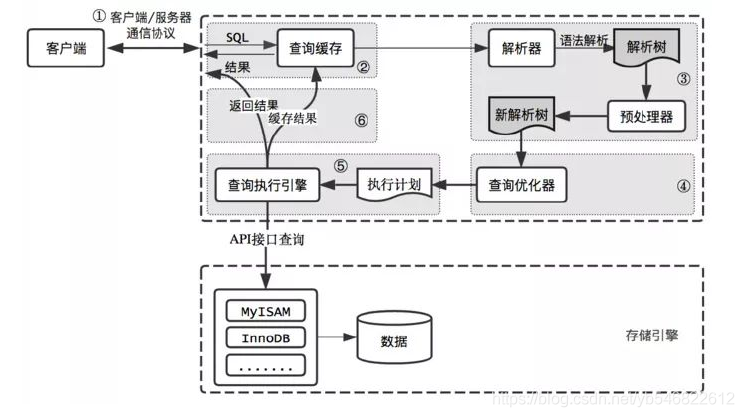 ① 客户端/服务器
通信协议
客户端
SQL
结果
查询缓存
②
解析器
语法解析
解析树
③
预处理器
新解析树
返回结果
缓存结果
⑥
查询执行引擎
⑤
执行计划
查询优化器
④
API接口查询
MyISAM
InnoDB
.......
数据
存储引擎
https://blog.csdn.net/yb546822612